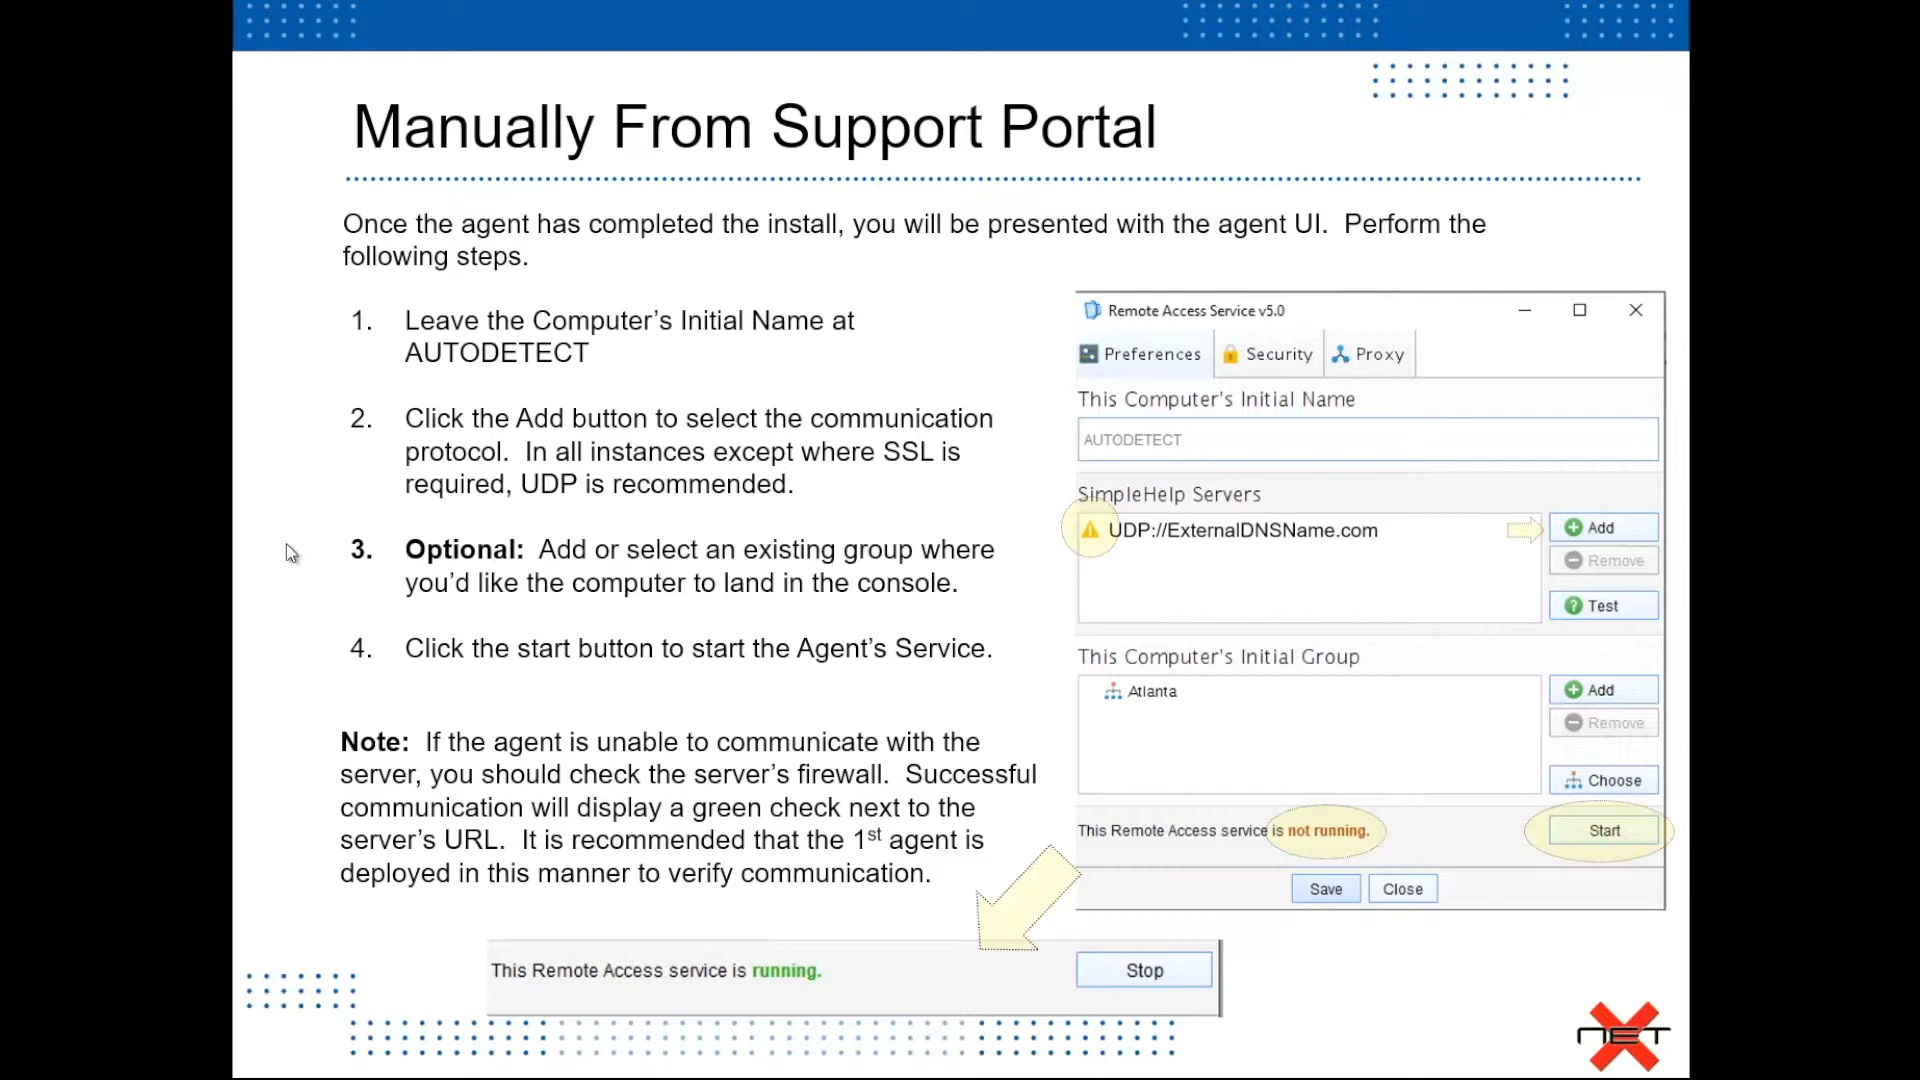 Manually From Support Portal
Once the agent has completed the install, you will be presented with the agent UI.  Perform the
following steps.
1. Leave the Computer's Initial Name at
AUTODETECT
2. Click the Add button to select the communication
protocol.  In all instances except where SSL is
required, UDP is recommended.
3. Optional:  Add or select an existing group where
you'd like the computer to land in the console.
4. Click the start button to start the Agent's Service.
Note:  If the agent is unable to communicate with the
server, you should check the server's firewall.  Successful
communication will display a green check next to the
server's URL.  It is recommended that the 1st agent is
deployed in this manner to verify communication.
Remote Access Service v5.0
Preferences Security Proxy
This Computer's Initial Name
AUTODETECT
SimpleHelp Servers
UDP://ExternalDNSName.com Add
Remove
Test
This Computer's Initial Group
Atlanta Add
Remove
Choose
This Remote Access service is not running. Start
Save Close
This Remote Access service is running. Stop
XNET